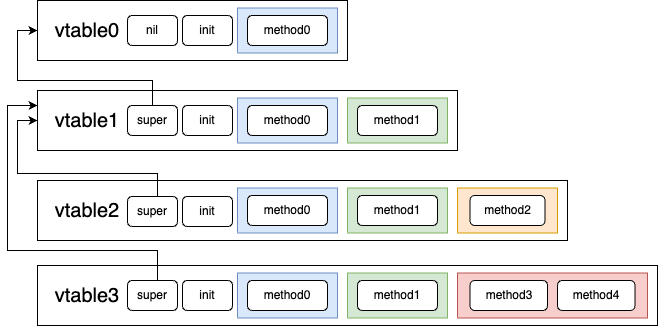 vtable0 nil init method0
vtable1 super init method0 method1
vtable2 super init method0 method1 method2
vtable3 super init method0 method1 method3 method4